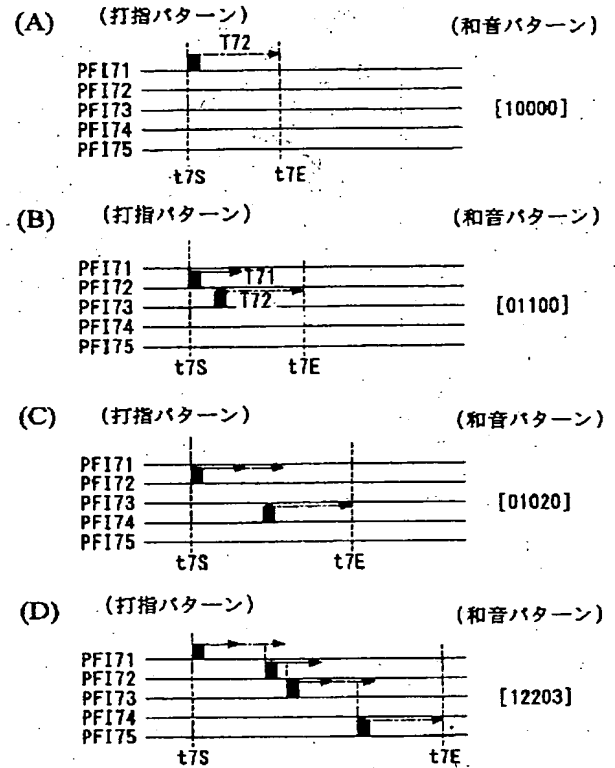 (A) (打指パターン) (和音パターン)
T72
PFI71
PFI72
PFI73 [10000]
PFI74
PFI75
t7S t7E
(B) (打指パターン) (和音パターン)
PFI71
T71
PFI72
T72
PFI73 [01100]
PFI74
PFI75
t7S t7E
(C) (打指パターン) (和音パターン)
PFI71
PFI72
PFI73 [01020]
PFI74
PFI75
t7S t7E
(D) (打指パターン) (和音パターン)
PFI71
PFI72
PFI73 [12203]
PFI74
PFI75
t7S t7E